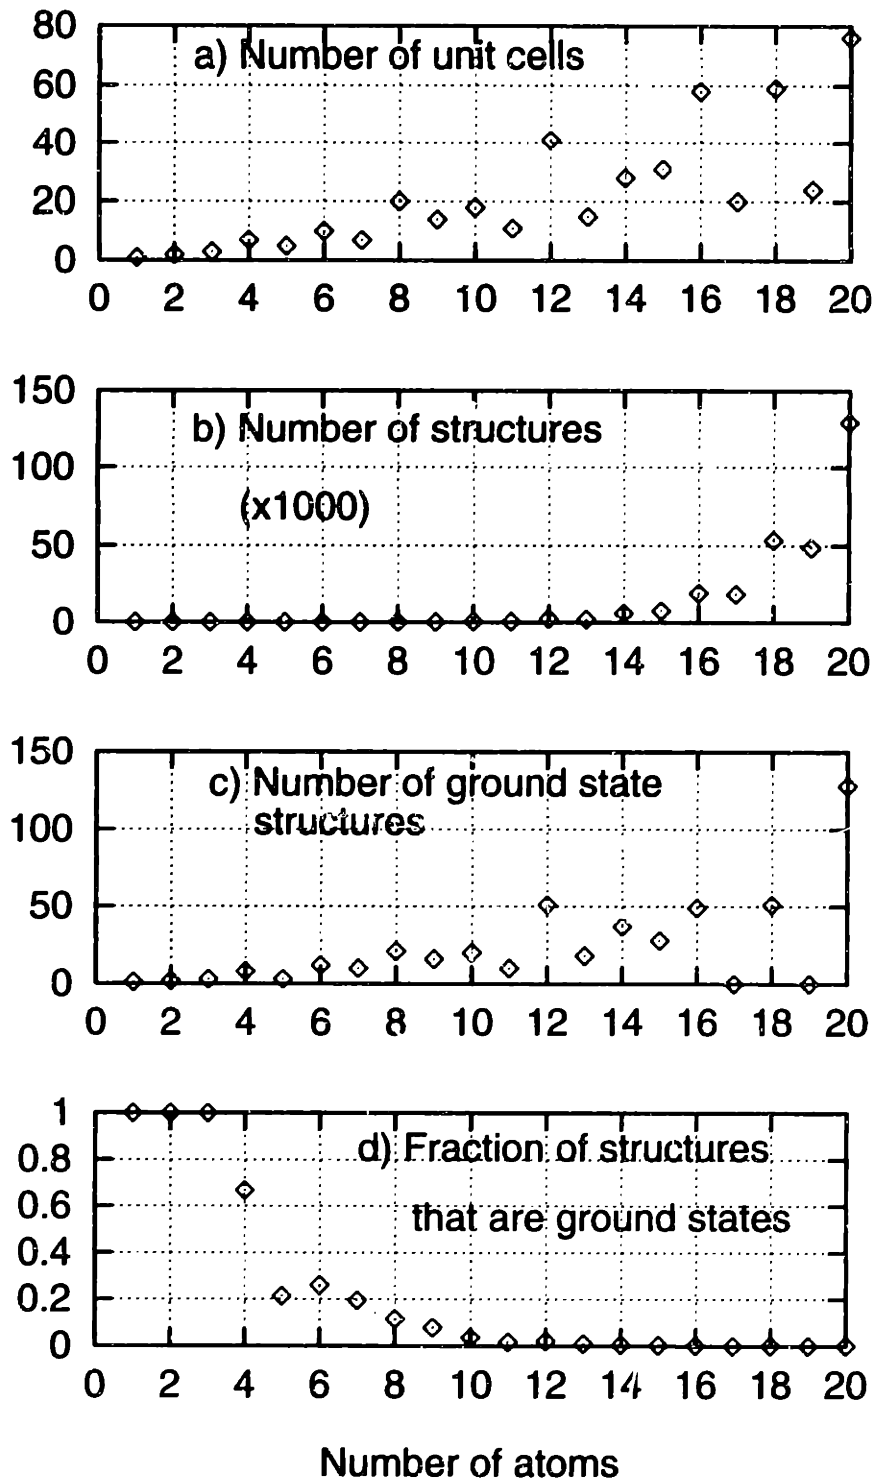 80
a) Number of unit cells
60
40
20
0
0 2 4 6 8 10 12 14 16 18 20
150
b) Number of structures
100
(x1000)
50
0
0 2 4 6 8 10 12 14 16 18 20
150
c) Number of ground state
structures
100
50
0
0 2 4 6 8 10 12 14 16 18 20
1
d) Fraction of structures
0.8
0.6
that are ground states
0.4
0.2
0
0 2 4 6 8 10 12 14 16 18 20
Number of atoms